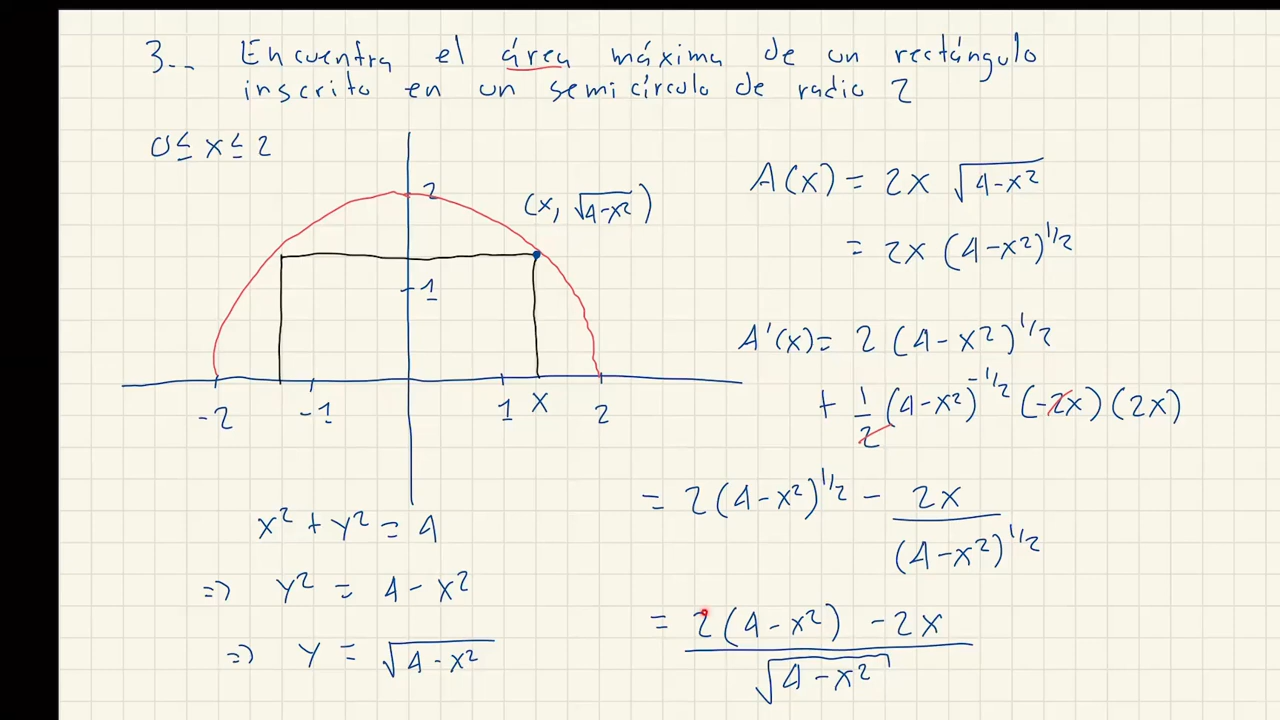 3.. Encuentra el área máxima de un rectángulo
inscrito en un semicírculo de radio 2
0 ≤ x ≤ 2
2
(x, √(4-x²))
1
-2 -1 1 x 2
x² + y² = 4
=> y² = 4 - x²
=> y = √(4 - x²)
A(x) = 2x √(4-x²)
= 2x (4-x²)^1/2
A'(x) = 2 (4-x²)^1/2
+ 1/2 (4-x²)^-1/2 (-2x) (2x)
= 2(4-x²)^1/2 - 2x / (4-x²)^1/2
= 2(4-x²) - 2x / √(4-x²)